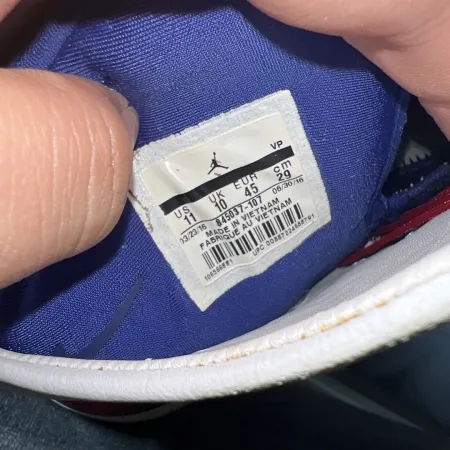 VP
US UK EUR cm
11 10 45 29
03/23/16 06/30/16
845037-107
MADE IN VIETNAM
FABRIQUE AU VIETNAM